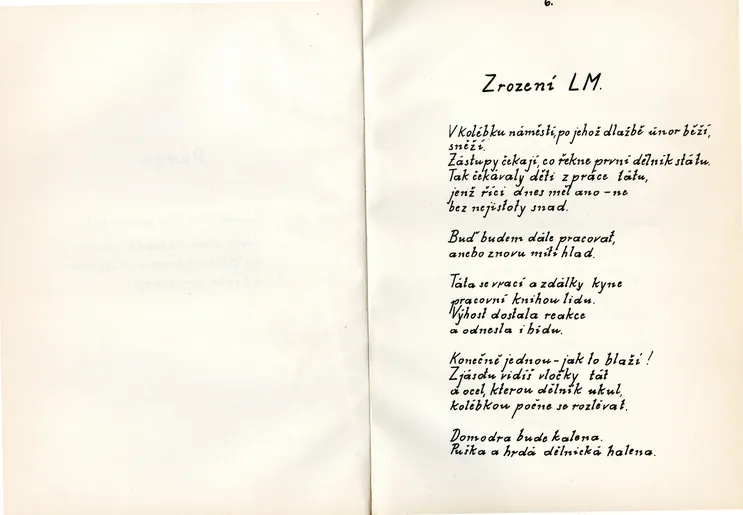 6.
Zrození LM.
V kolébku náměstí, po jehož dlažbě únor běží,
sněží.
Zástupy čekají, co řekne první dělník státu.
Tak čekávaly děti z práce tátu,
jenž říci dnes měl ano - ne
bez nejistoty snad.
Buď budem dále pracovat,
anebo znovu míti hlad.
Táta se vrací a zdálky kyne
pracovní knihou lidu.
Výhost dostala reakce
a odnesla i bídu.
Konečně jednou - jak to blaží!
Z jásotu vidíš vločky tát
a ocel, kterou dělník ukul,
kolébkou počne se rozlévat.
Domodra bude kalena.
Puška a hrdá dělnická halena.